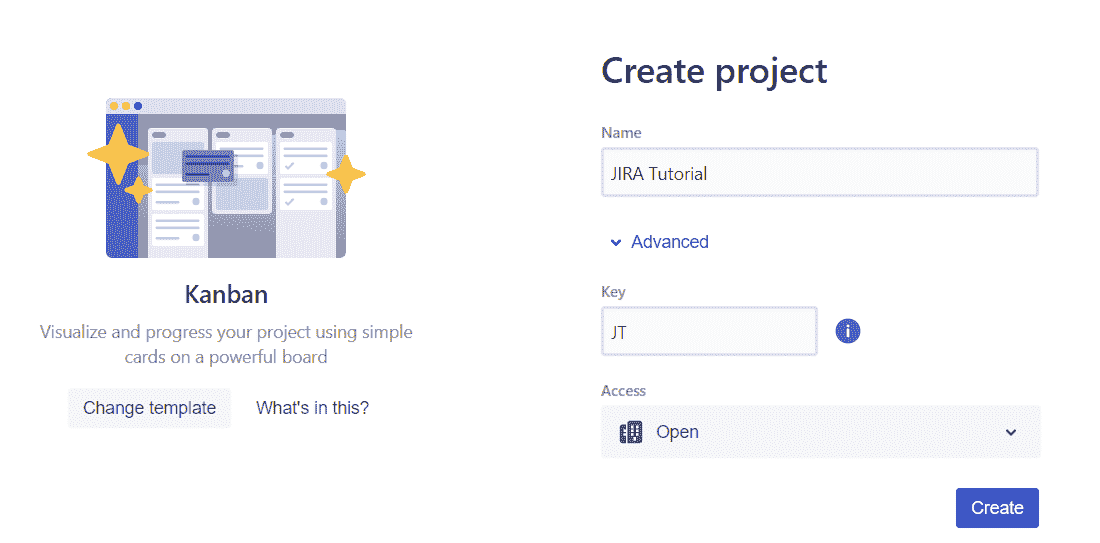 Kanban
Visualize and progress your project using simple
cards on a powerful board
Change template
What's in this?
Create project
Name
JIRA Tutorial
Advanced
Key
JT
Access
Open
Create